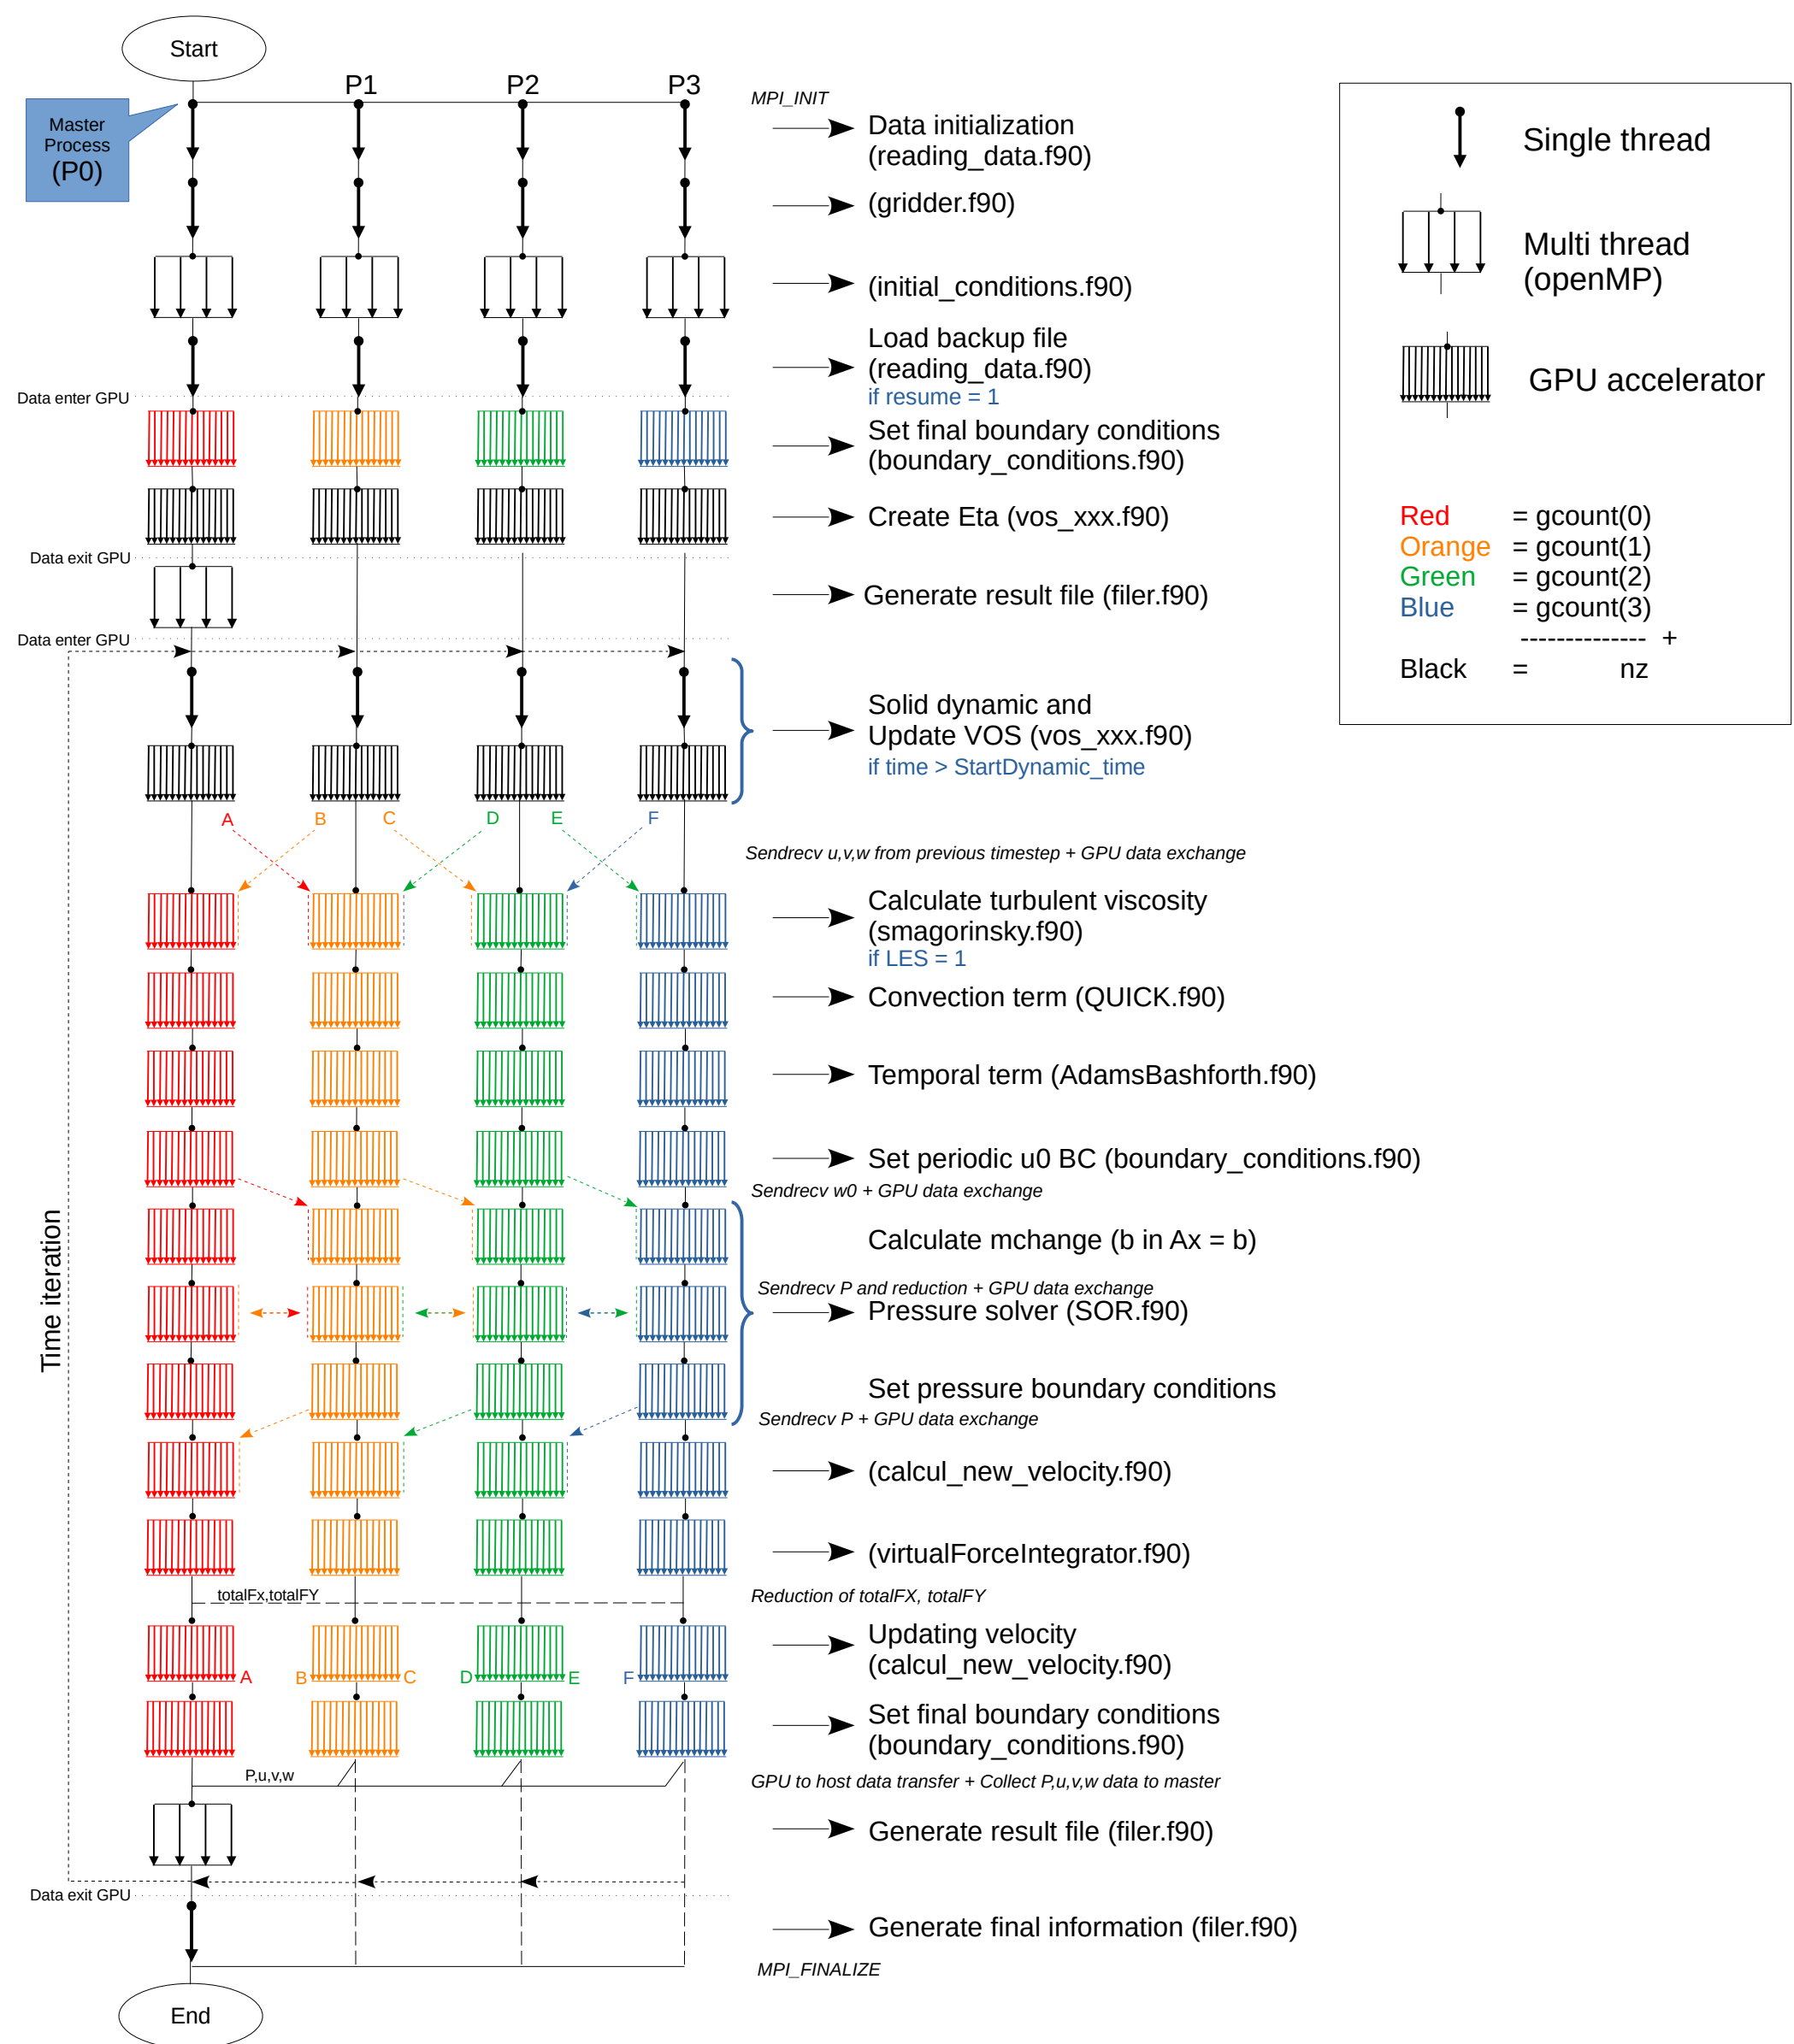 Start
P1
P2
P3
Master
Process
(P0)
MPI_INIT
Data initialization
(reading_data.f90)
(gridder.f90)
(initial_conditions.f90)
Load backup file
(reading_data.f90)
if resume = 1
Data enter GPU
Set final boundary conditions
(boundary_conditions.f90)
Create Eta (vos_xxx.f90)
Data exit GPU
Generate result file (filer.f90)
Data enter GPU
Solid dynamic and
Update VOS (vos_xxx.f90)
if time > StartDynamic_time
A B C D E F
Sendrecv u,v,w from previous timestep + GPU data exchange
Calculate turbulent viscosity
(smagorinsky.f90)
if LES = 1
Convection term (QUICK.f90)
Temporal term (AdamsBashforth.f90)
Set periodic u0 BC (boundary_conditions.f90)
Sendrecv w0 + GPU data exchange
Time iteration
Calculate mchange (b in Ax = b)
Sendrecv P and reduction + GPU data exchange
Pressure solver (SOR.f90)
Set pressure boundary conditions
Sendrecv P + GPU data exchange
(calcul_new_velocity.f90)
(virtualForceIntegrator.f90)
totalFx,totalFY
Reduction of totalFX, totalFY
Updating velocity
(calcul_new_velocity.f90)
A B C D E F
Set final boundary conditions
(boundary_conditions.f90)
P,u,v,w
GPU to host data transfer + Collect P,u,v,w data to master
Generate result file (filer.f90)
Data exit GPU
Generate final information (filer.f90)
MPI_FINALIZE
End
Single thread
Multi thread
(openMP)
GPU accelerator
Red = gcount(0)
Orange = gcount(1)
Green = gcount(2)
Blue = gcount(3)
-------------- +
Black = nz